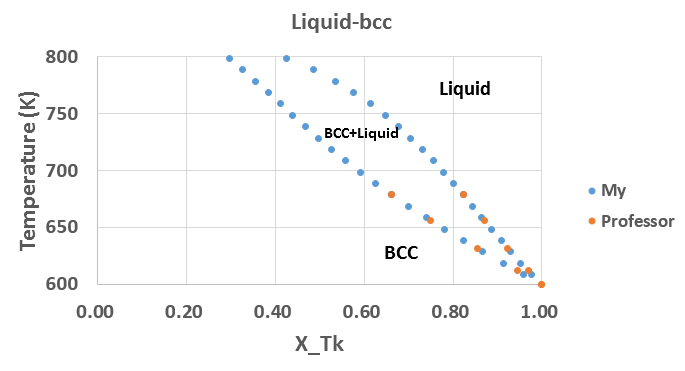 Liquid-bcc
800
750
700
650
600
Temperature (K)
Liquid
BCC+Liquid
BCC
My
Professor
0.00 0.20 0.40 0.60 0.80 1.00
X_Tk